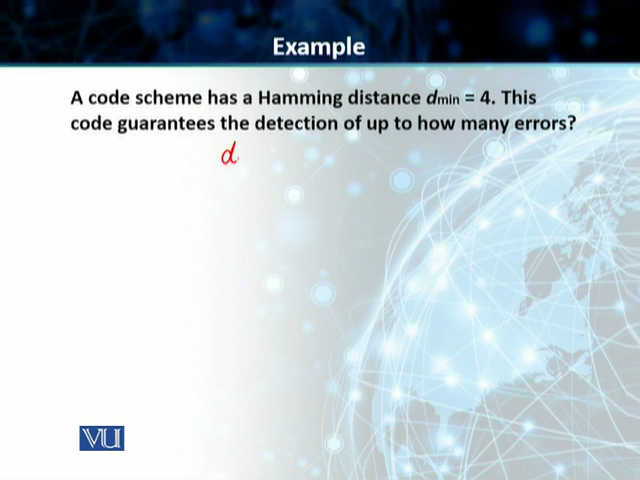 Example
A code scheme has a Hamming distance dmin = 4. This
code guarantees the detection of up to how many errors?
d
VU